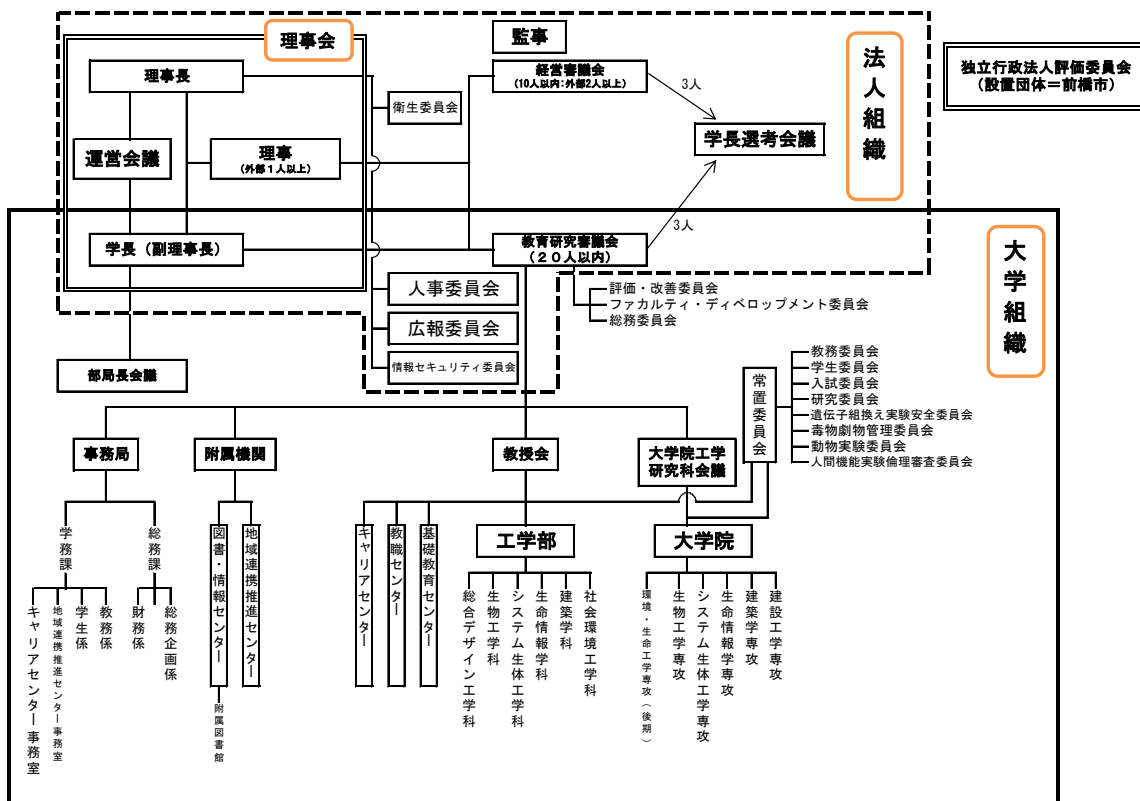 理事会
監事
法人組織
独立行政法人評価委員会
(設置団体＝前橋市)
理事長
経営審議会
(10人以内:外部2人以上)
3人
衛生委員会
学長選考会議
運営会議
理事
(外部1人以上)
3人
学長（副理事長）
教育研究審議会
(２０人以内)
大学組織
人事委員会
広報委員会
情報セキュリティ委員会
評価・改善委員会
ファカルティ・ディベロップメント委員会
総務委員会
部局長会議
常置委員会
教務委員会
学生委員会
入試委員会
研究委員会
遺伝子組換え実験安全委員会
毒物劇物管理委員会
動物実験委員会
人間機能実験倫理審査委員会
事務局
附属機関
教授会
大学院工学
研究科会議
学務課
総務課
図書・情報センター
地域連携推進センター
キャリアセンター
教職センター
基礎教育センター
工学部
大学院
キャリアセンター事務室
地域連携推進センター事務室
学生係
教務係
財務係
総務企画係
附属図書館
総合デザイン工学科
生物工学科
システム生体工学科
生命情報学科
建築学科
社会環境工学科
環境・生命工学専攻（後期）
生物工学専攻
システム生体工学専攻
生命情報学専攻
建築学専攻
建設工学専攻